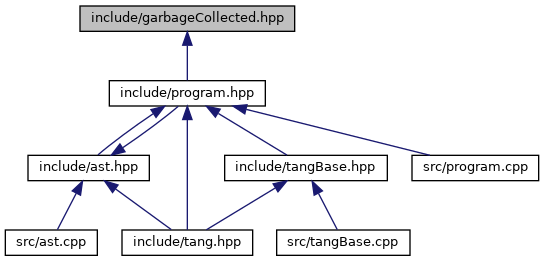 include/garbageCollected.hpp
include/program.hpp
include/ast.hpp
include/tangBase.hpp
src/program.cpp
src/ast.cpp
include/tang.hpp
src/tangBase.cpp